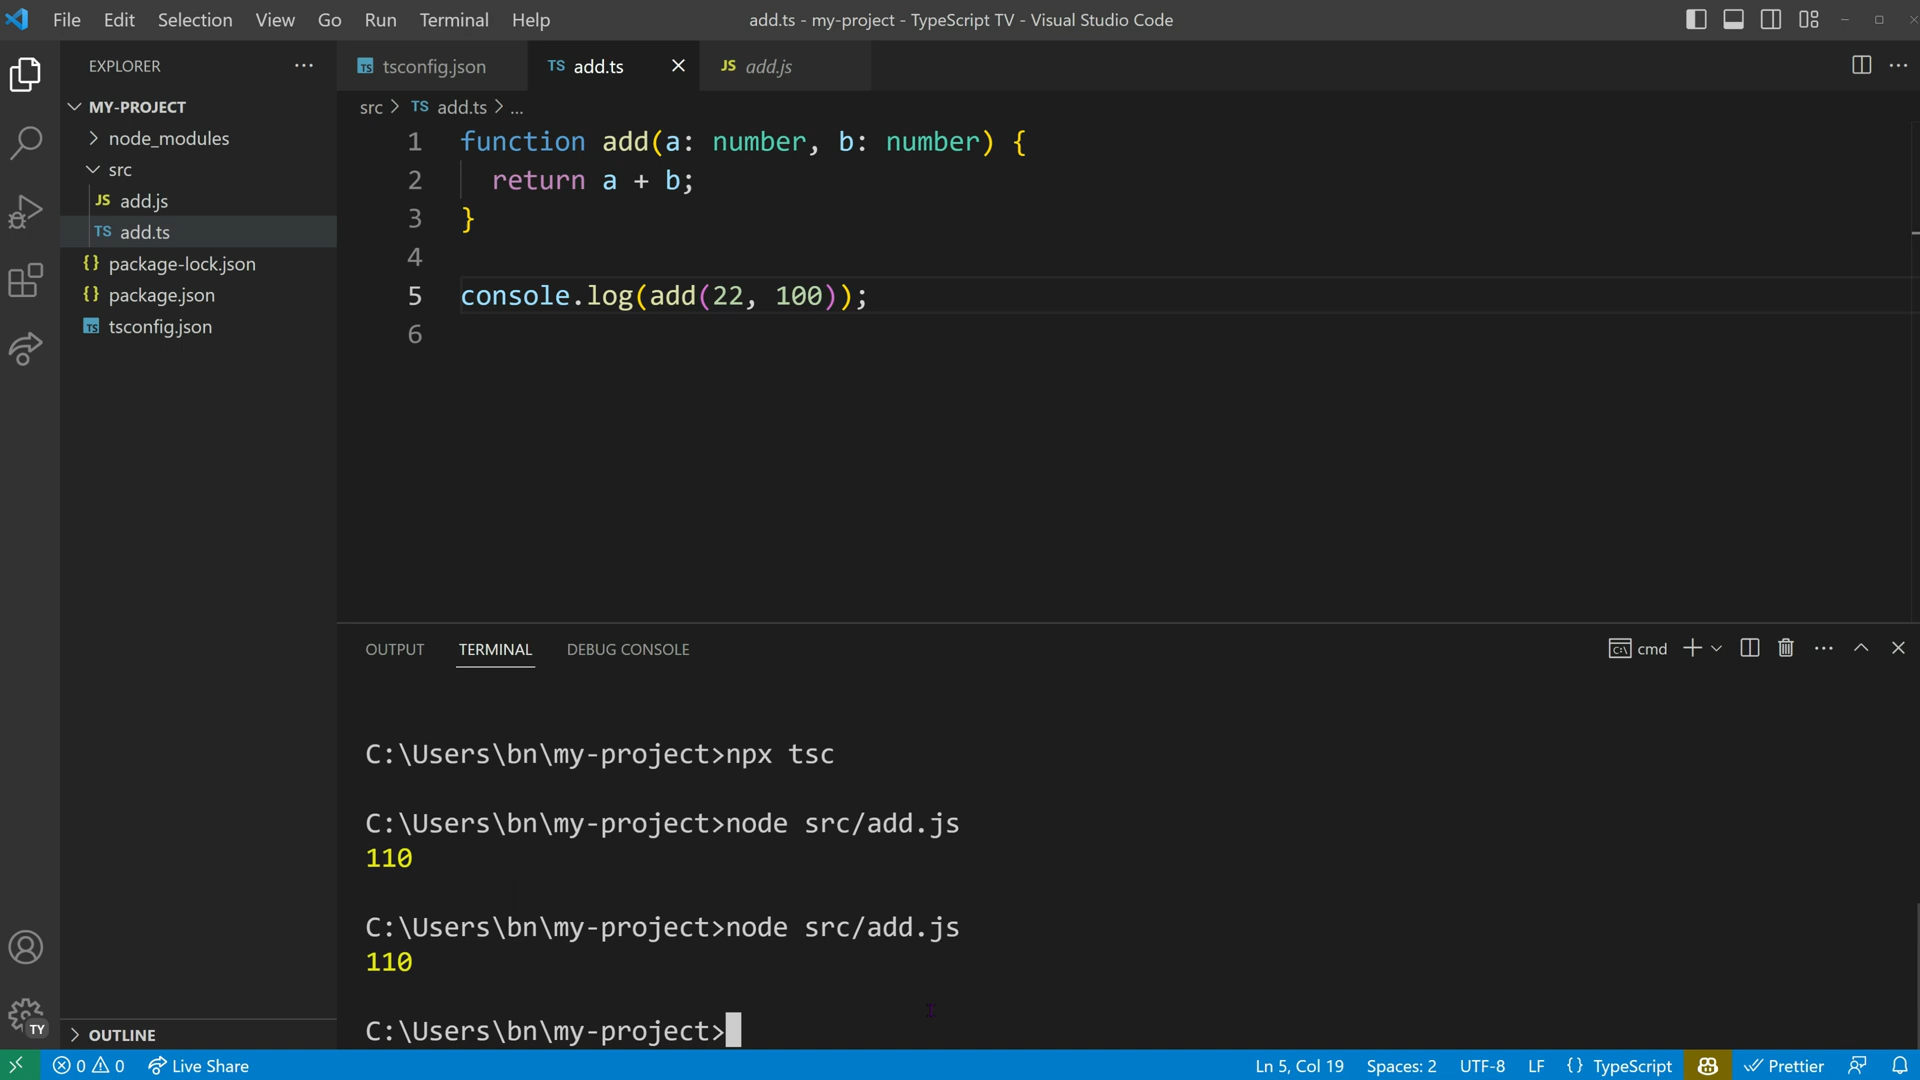 File Edit Selection View Go Run Terminal Help
add.ts - my-project - TypeScript TV - Visual Studio Code
EXPLORER
MY-PROJECT
node_modules
src
JS add.js
TS add.ts
{} package-lock.json
{} package.json
TS tsconfig.json
OUTLINE
TS tsconfig.json
TS add.ts
JS add.js
src > TS add.ts > ...
1 function add(a: number, b: number) {
2 return a + b;
3 }
4
5 console.log(add(22, 100));
6
OUTPUT TERMINAL DEBUG CONSOLE
cmd
C:\Users\bn\my-project>npx tsc
C:\Users\bn\my-project>node src/add.js
110
C:\Users\bn\my-project>node src/add.js
110
C:\Users\bn\my-project>
TY
0 0 Live Share
Ln 5, Col 19 Spaces: 2 UTF-8 LF {} TypeScript Prettier